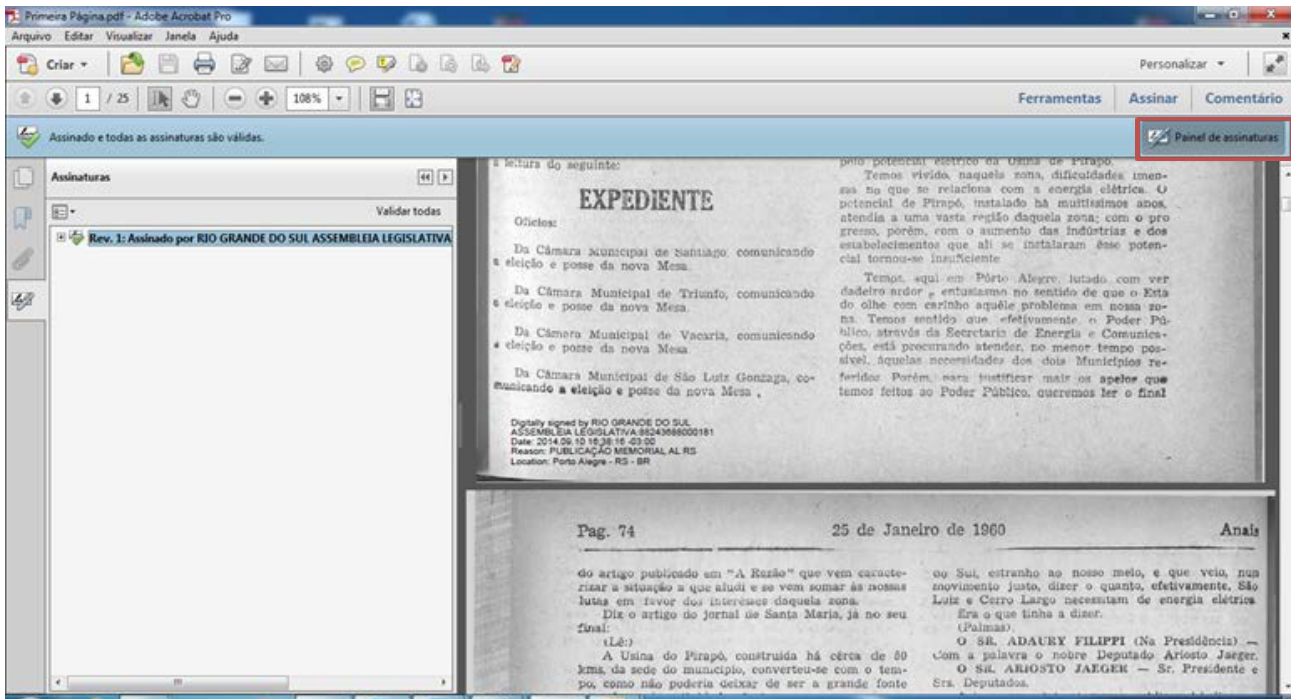 Primeira Página.pdf - Adobe Acrobat Pro
Arquivo Editar Visualizar Janela Ajuda
Criar
Personalizar
1 / 25
108%
Ferramentas Assinar Comentário
Assinado e todas as assinaturas são válidas.
Painel de assinaturas
Assinaturas
Validar todas
Rev. 1: Assinado por RIO GRANDE DO SUL ASSEMBLEIA LEGISLATIVA
a leitura do seguinte:
EXPEDIENTE
Ofícios:
Da Câmara Municipal de Santiago, comunicando
a eleição e posse da nova Mesa.
Da Câmara Municipal de Triunfo, comunicando
a eleição e posse da nova Mesa.
Da Câmara Municipal de Vacaria, comunicando
a eleição e posse da nova Mesa
Da Câmara Municipal de São Luiz Gonzaga, co-
municando a eleição e posse da nova Mesa ,
Digitally signed by RIO GRANDE DO SUL
ASSEMBLEIA LEGISLATIVA:88243688000181
Date: 2014.09.10 16:38:16 -03:00
Reason: PUBLICAÇÃO MEMORIAL AL RS
Location: Porto Alegre - RS - BR
pelo potencial elétrico da Usina de Pirapó.
Temos vivido, naquela zona, dificuldades imen-
sas no que se relaciona com a energia elétrica. O
potencial de Pirapó, instalado há muitíssimos anos,
atendia a uma vasta região daquela zona; com o pro
gresso, porém, com o aumento das indústrias e dos
estabelecimentos que ali se instalaram êsse poten-
cial tornou-se insuficiente
Temos, aqui em Pôrto Alegre, lutado com ver
dadeiro ardor e entusiasmo no sentido de que o Esta
do olhe com carinho aquêle problema em nossa zo-
na. Temos sentido que efetivamente, o Poder Pú-
blico, através da Secretaria de Energia e Comunica-
ções, está procurando atender, no menor tempo pos-
sível, àquelas necessidades dos dois Municípios re-
feridos Porém, para justificar mais os apelos que
temos feitos ao Poder Público, queremos ler o final
Pag. 74 25 de Janeiro de 1960 Anais
do artigo publicado em "A Razão" que vem caracte-
rizar a situação a que aludi e se vem somar às nossas
lutas em favor dos interêsses daquela zona.
Diz o artigo do jornal de Santa Maria, já no seu
final:
(Lê:)
A Usina do Pirapó, construída há cêrca de 60
kms, da sede do município, converteu-se com o tem-
po, como não poderia deixar de ser a grande fonte
do Sul, estranho ao nosso meio, e que veio, num
movimento justo, dizer o quanto, efetivamente, São
Luiz e Cerro Largo necessitam de energia elétrica.
Era o que tinha a dizer.
(Palmas).
O SR. ADAURY FILIPPI (Na Presidência) —
Com a palavra o nobre Deputado Ariosto Jaeger.
O SR. ARIOSTO JAEGER — Sr. Presidente e
Srs. Deputados.